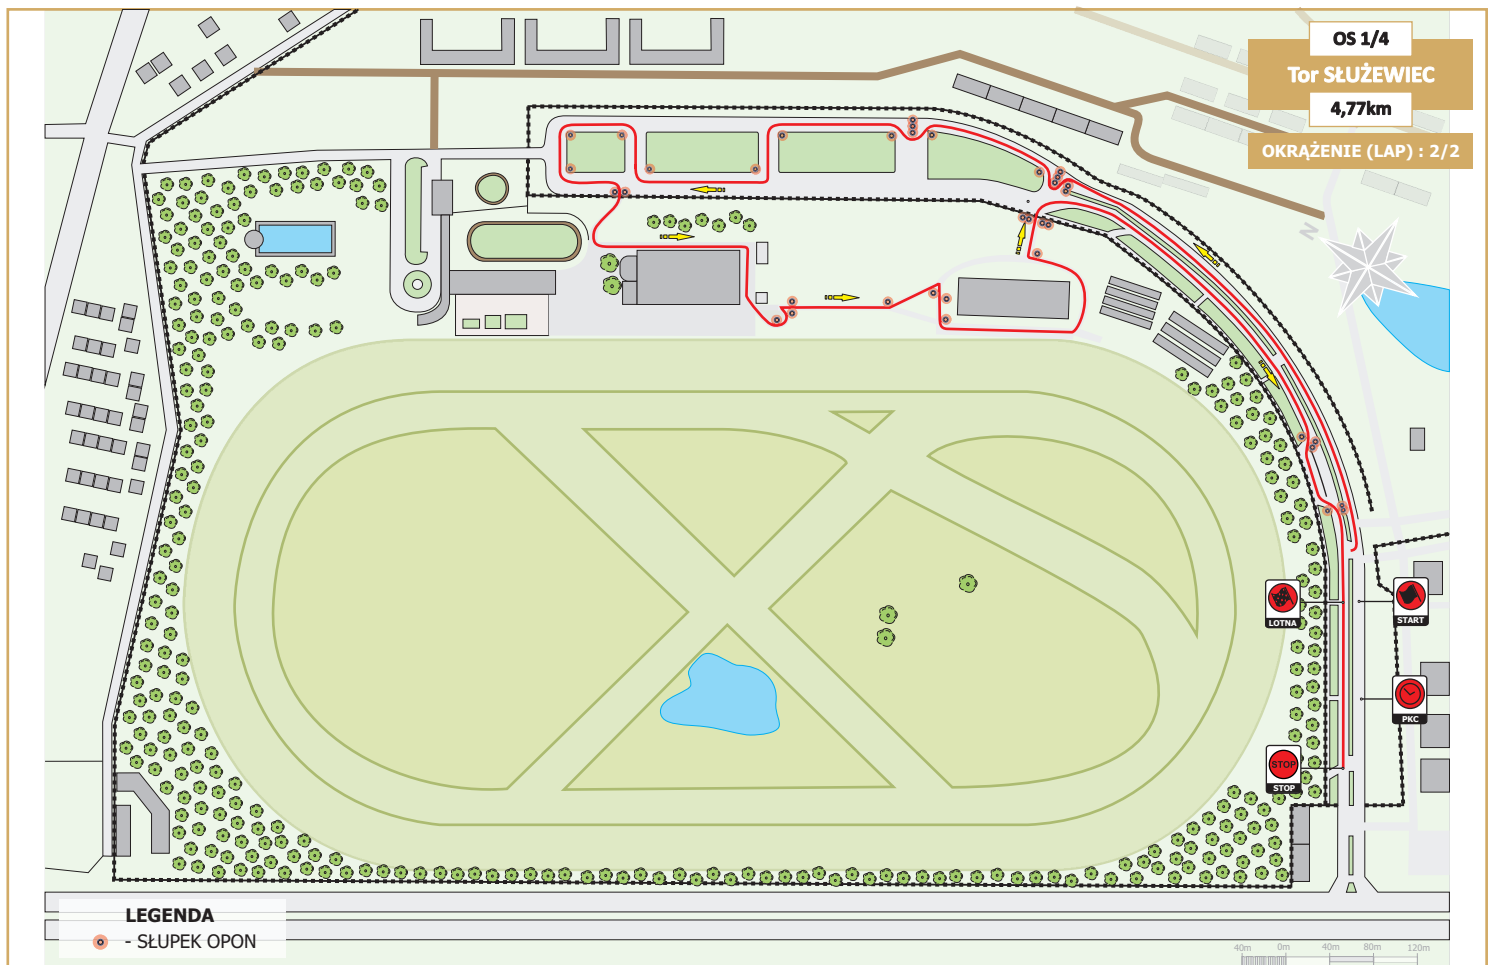 OS 1/4
Tor SŁUŻEWIEC
4,77km
OKRĄŻENIE (LAP) : 2/2
N
LOTNA
START
PKC
STOP
STOP
LEGENDA
- SŁUPEK OPON
40m 0m 40m 80m 120m